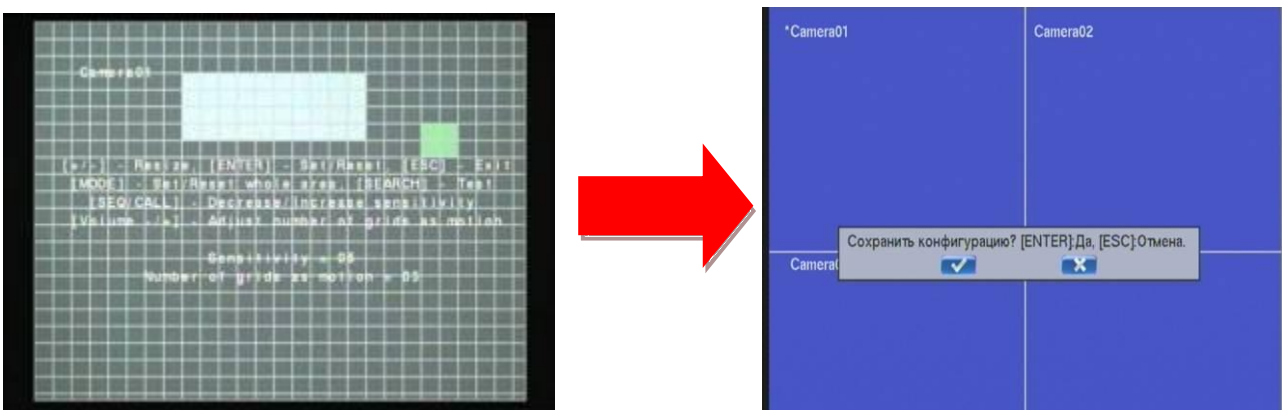 Camera01
[+/-] - Resize, [ENTER] - Set/Reset, [ESC] - Exit
[MODE] - Set/Reset whole area, [SEARCH] - Test
[SEQ/CALL] - Decrease/Increase sensitivity
[Volume -/+] - Adjust number of grids as motion
Sensitivity = 05
Number of grids as motion = 05
*Camera01
Camera02
Сохранить конфигурацию? [ENTER]:Да, [ESC]:Отмена.
Camera0